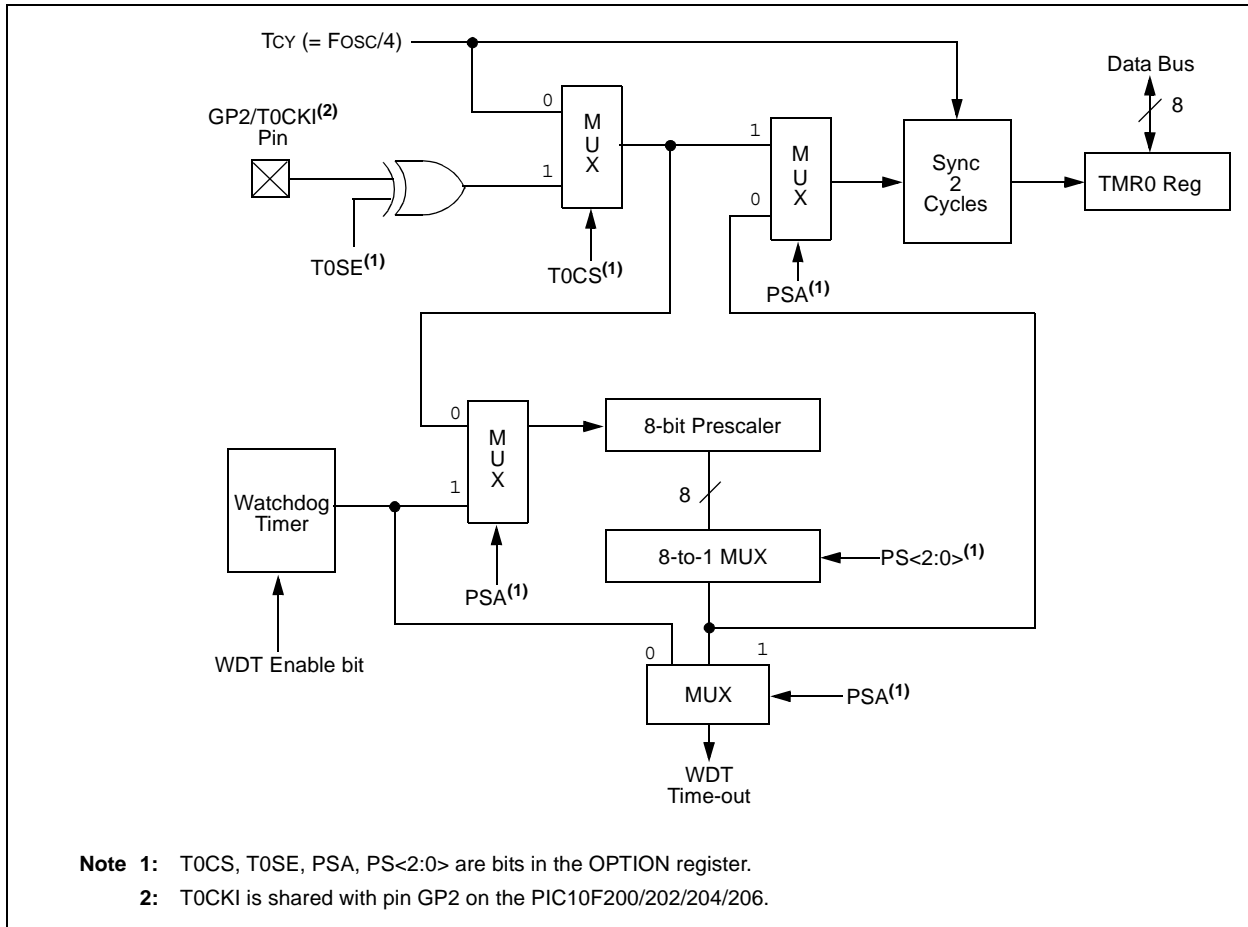 TCY (= FOSC/4)
Data Bus
8
GP2/T0CKI(2)
Pin
0
1
M
U
X
T0SE(1)
T0CS(1)
1
0
M
U
X
PSA(1)
Sync
2
Cycles
TMR0 Reg
0
1
M
U
X
PSA(1)
8-bit Prescaler
8
8-to-1 MUX
PS<2:0>(1)
Watchdog
Timer
WDT Enable bit
0
1
MUX
PSA(1)
WDT
Time-out
Note 1: T0CS, T0SE, PSA, PS<2:0> are bits in the OPTION register.
2: T0CKI is shared with pin GP2 on the PIC10F200/202/204/206.